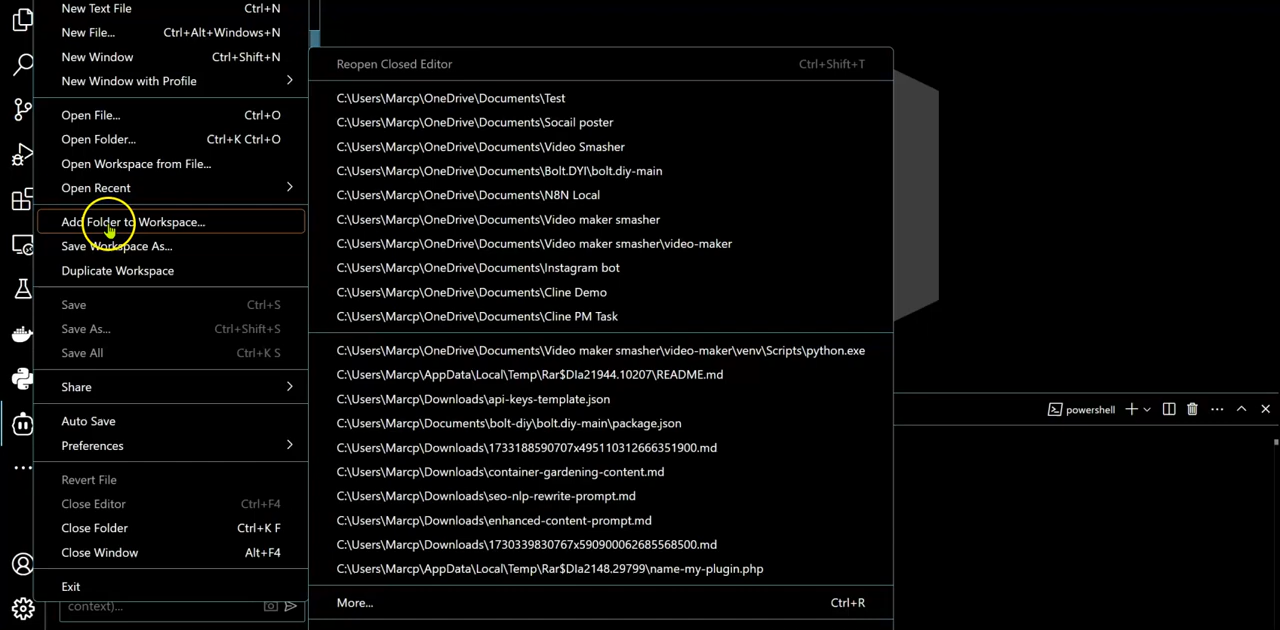 New Text File Ctrl+N
New File... Ctrl+Alt+Windows+N
New Window Ctrl+Shift+N
New Window with Profile
Open File... Ctrl+O
Open Folder... Ctrl+K Ctrl+O
Open Workspace from File...
Open Recent
Add Folder to Workspace...
Save Workspace As...
Duplicate Workspace
Save Ctrl+S
Save As... Ctrl+Shift+S
Save All Ctrl+K S
Share
Auto Save
Preferences
Revert File
Close Editor Ctrl+F4
Close Folder Ctrl+K F
Close Window Alt+F4
Exit
context)...
Reopen Closed Editor Ctrl+Shift+T
C:\Users\Marcp\OneDrive\Documents\Test
C:\Users\Marcp\OneDrive\Documents\Socail poster
C:\Users\Marcp\OneDrive\Documents\Video Smasher
C:\Users\Marcp\OneDrive\Documents\Bolt.DYI\bolt.diy-main
C:\Users\Marcp\OneDrive\Documents\N8N Local
C:\Users\Marcp\OneDrive\Documents\Video maker smasher
C:\Users\Marcp\OneDrive\Documents\Video maker smasher\video-maker
C:\Users\Marcp\OneDrive\Documents\Instagram bot
C:\Users\Marcp\OneDrive\Documents\Cline Demo
C:\Users\Marcp\OneDrive\Documents\Cline PM Task
C:\Users\Marcp\OneDrive\Documents\Video maker smasher\video-maker\venv\Scripts\python.exe
C:\Users\Marcp\AppData\Local\Temp\Rar$DIa21944.10207\README.md
C:\Users\Marcp\Downloads\api-keys-template.json
C:\Users\Marcp\Documents\bolt-diy\bolt.diy-main\package.json
C:\Users\Marcp\Downloads\1733188590707x495110312666351900.md
C:\Users\Marcp\Downloads\container-gardening-content.md
C:\Users\Marcp\Downloads\seo-nlp-rewrite-prompt.md
C:\Users\Marcp\Downloads\enhanced-content-prompt.md
C:\Users\Marcp\Downloads\1730339830767x590900062685568500.md
C:\Users\Marcp\AppData\Local\Temp\Rar$DIa2148.29799\name-my-plugin.php
More... Ctrl+R
powershell